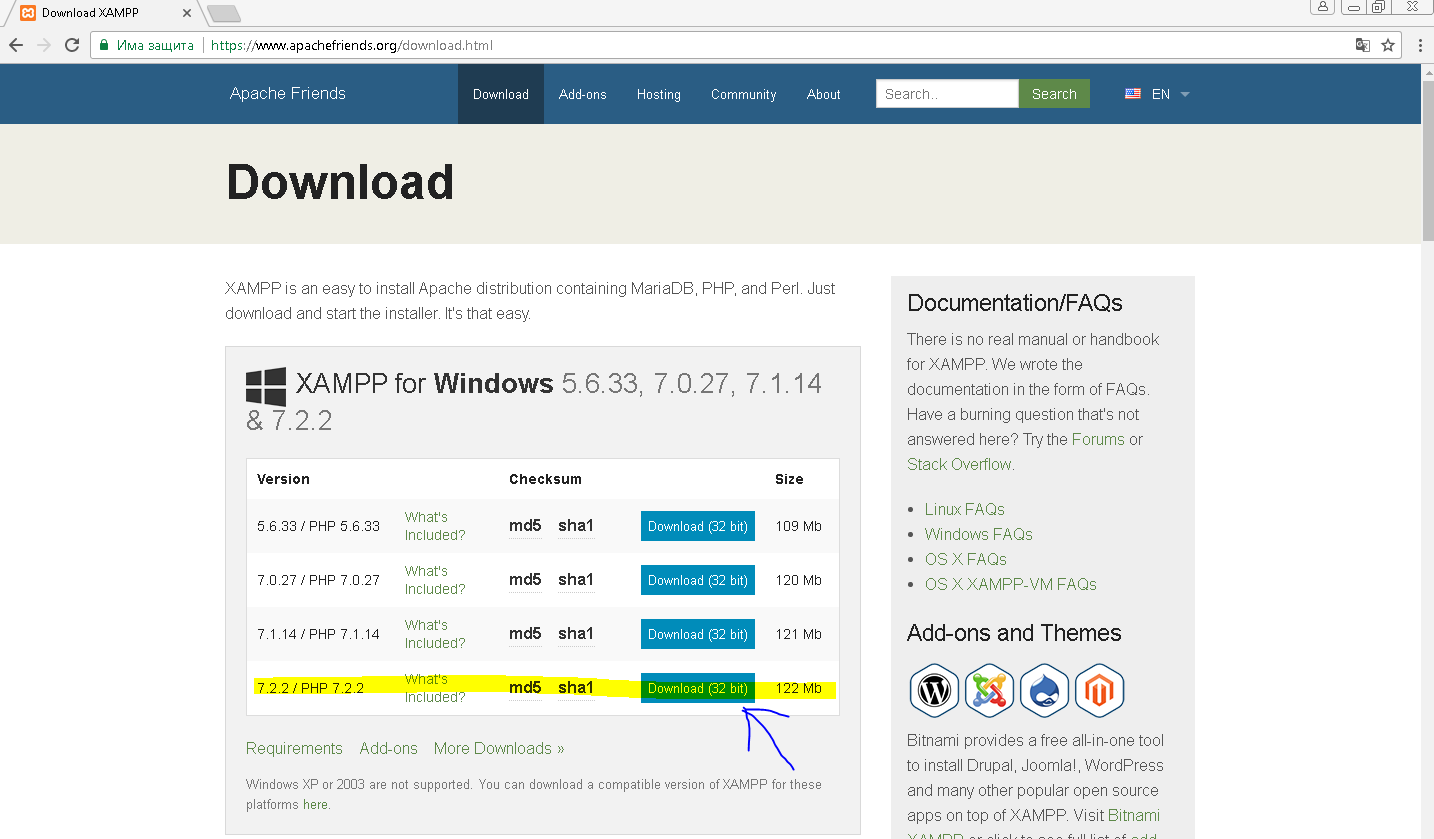 Download XAMPP
Има защита
https://www.apachefriends.org/download.html
Apache Friends
Download
Add-ons
Hosting
Community
About
Search..
Search
EN
Download
XAMPP is an easy to install Apache distribution containing MariaDB, PHP, and Perl. Just
download and start the installer. It's that easy.
XAMPP for Windows 5.6.33, 7.0.27, 7.1.14
& 7.2.2
Version Checksum Size
5.6.33 / PHP 5.6.33 What's Included? md5 sha1 Download (32 bit) 109 Mb
7.0.27 / PHP 7.0.27 What's Included? md5 sha1 Download (32 bit) 120 Mb
7.1.14 / PHP 7.1.14 What's Included? md5 sha1 Download (32 bit) 121 Mb
7.2.2 / PHP 7.2.2 What's Included? md5 sha1 Download (32 bit) 122 Mb
Requirements Add-ons More Downloads »
Windows XP or 2003 are not supported. You can download a compatible version of XAMPP for these
platforms here.
Documentation/FAQs
There is no real manual or handbook
for XAMPP. We wrote the
documentation in the form of FAQs.
Have a burning question that's not
answered here? Try the Forums or
Stack Overflow.
Linux FAQs
Windows FAQs
OS X FAQs
OS X XAMPP-VM FAQs
Add-ons and Themes
Bitnami provides a free all-in-one tool
to install Drupal, Joomla!, WordPress
and many other popular open source
apps on top of XAMPP. Visit Bitnami
XAMPP or click to see full list of add-